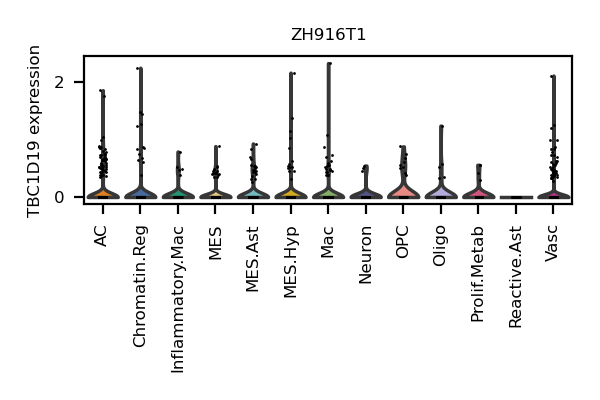 ZH916T1
TBC1D19 expression
2
0
AC
Chromatin.Reg
Inflammatory.Mac
MES
MES.Ast
MES.Hyp
Mac
Neuron
OPC
Oligo
Prolif.Metab
Reactive.Ast
Vasc